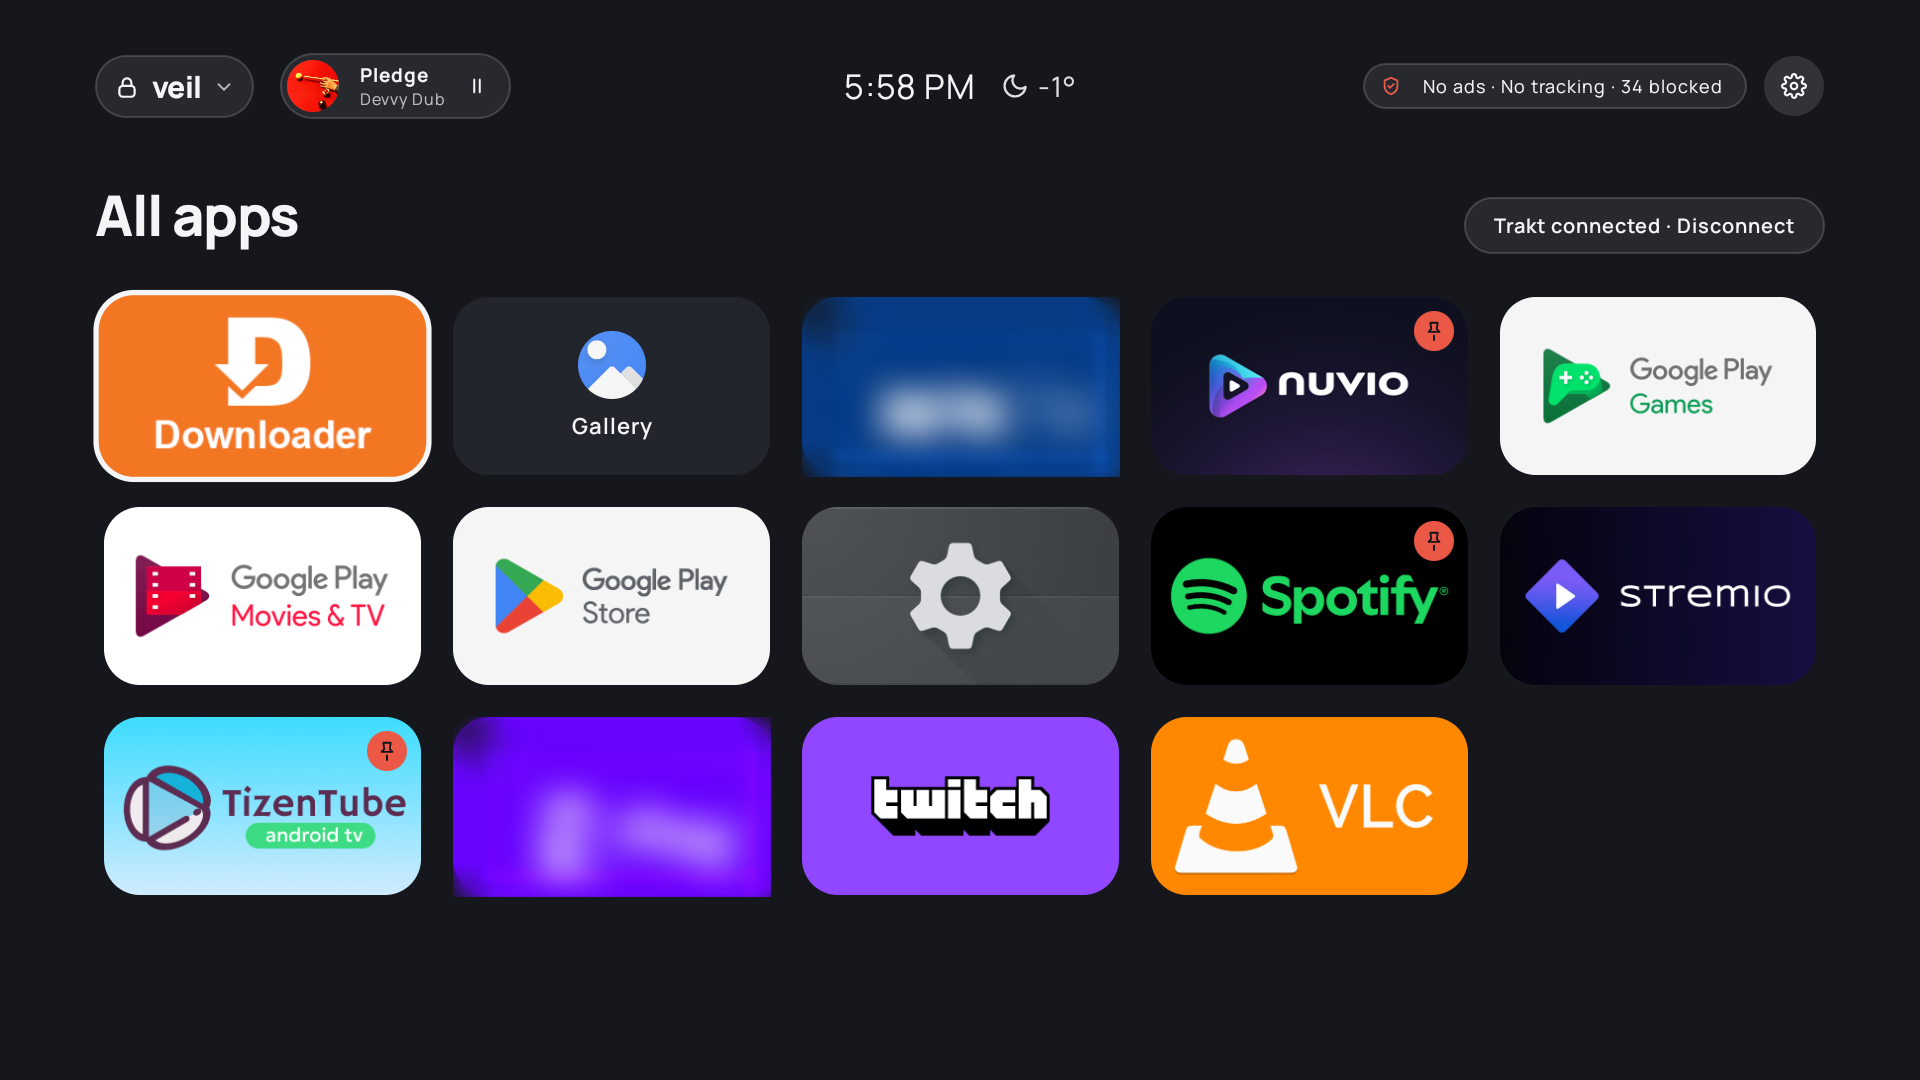 veil
Pledge
Devvy Dub
5:58 PM
-1°
No ads · No tracking · 34 blocked
All apps
Trakt connected · Disconnect
Downloader
Gallery
nuvio
Google Play
Games
Google Play
Movies & TV
Google Play
Store
Spotify®
stremio
TizenTube
android tv
twitch
VLC